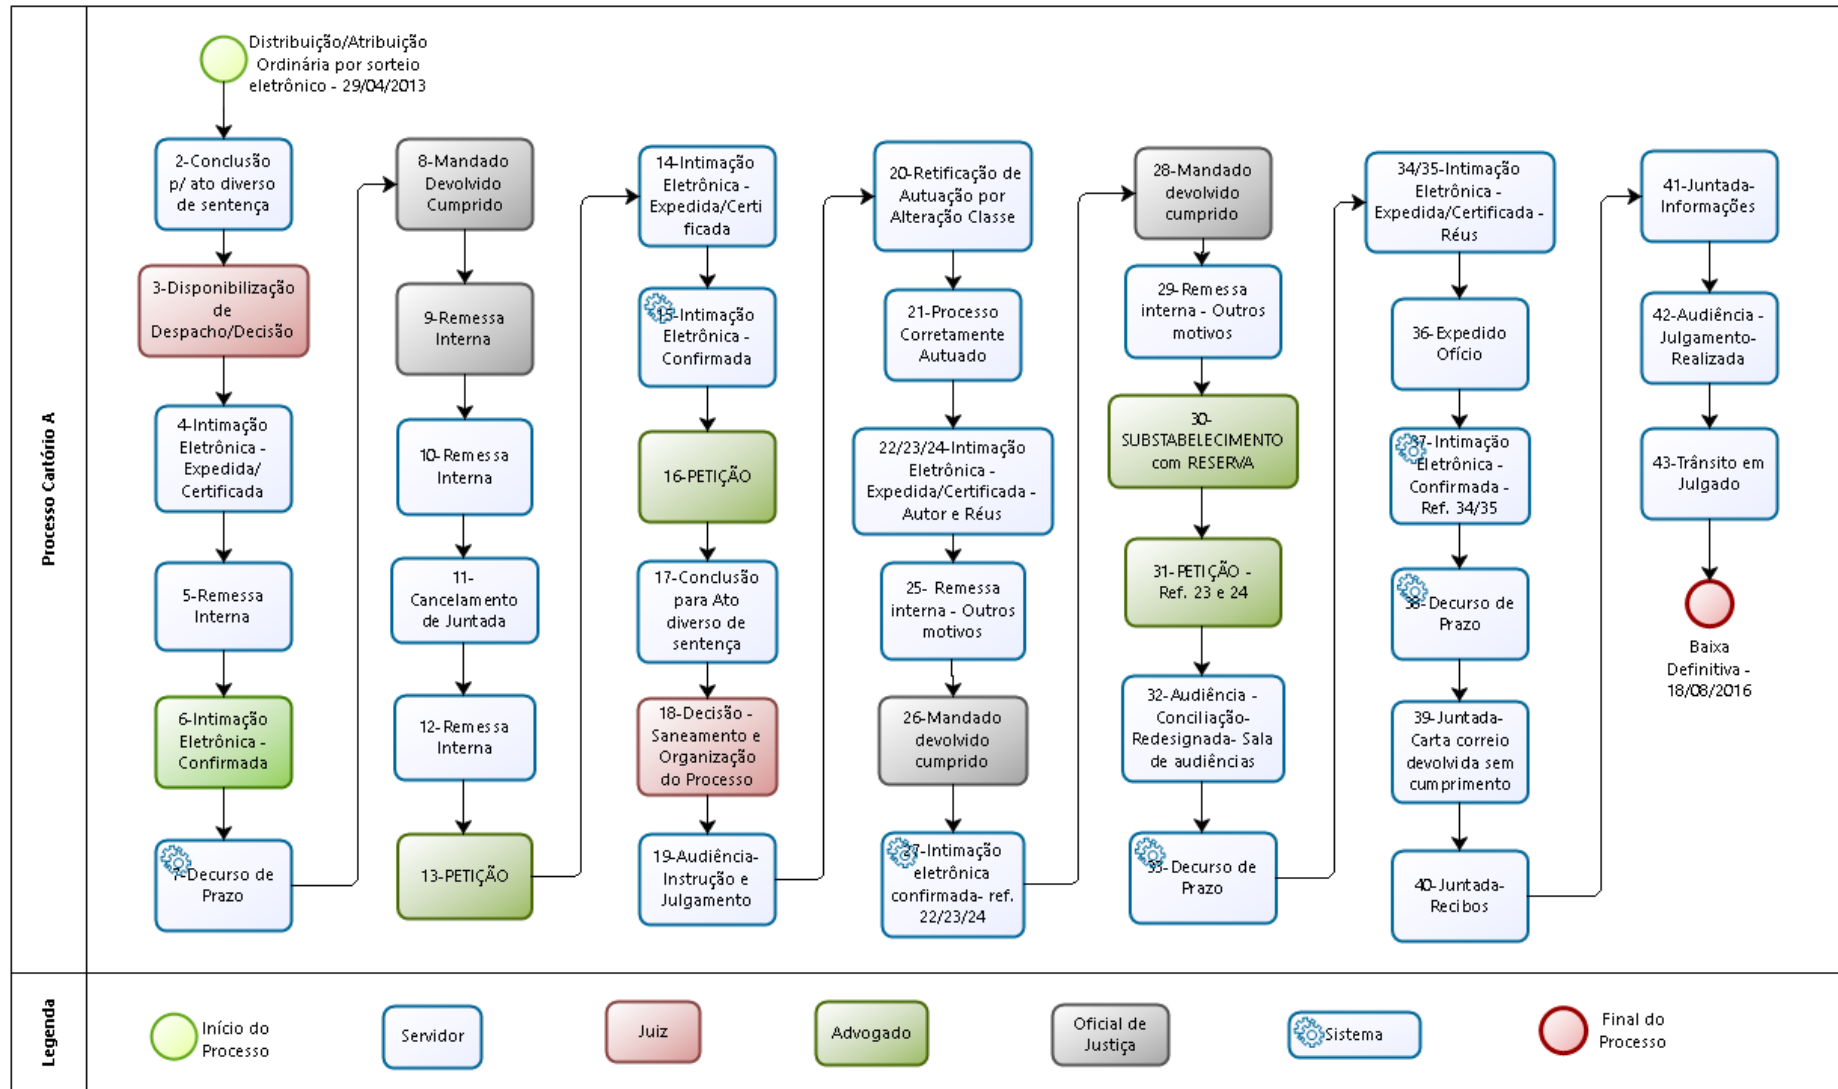 Processo Cartório A
Distribuição/Atribuição
Ordinária por sorteio
eletrônico - 29/04/2013
2-Conclusão
p/ ato diverso
de sentença
3-Disponibilização
de
Despacho/Decisão
4-Intimação
Eletrônica -
Expedida/
Certificada
5-Remessa
Interna
6-Intimação
Eletrônica -
Confirmada
7-Decurso de
Prazo
8-Mandado
Devolvido
Cumprido
9-Remessa
Interna
10-Remessa
Interna
11-
Cancelamento
de Juntada
12-Remessa
Interna
13-PETIÇÃO
14-Intimação
Eletrônica -
Expedida/Certi
ficada
15-Intimação
Eletrônica -
Confirmada
16-PETIÇÃO
17-Conclusão
para Ato
diverso de
sentença
18-Decisão -
Saneamento e
Organização
do Processo
19-Audiência-
Instrução e
Julgamento
20-Retificação de
Autuação por
Alteração Classe
21-Processo
Corretamente
Autuado
22/23/24-Intimação
Eletrônica -
Expedida/Certificada -
Autor e Réus
25- Remessa
interna - Outros
motivos
26-Mandado
devolvido
cumprido
27-Intimação
eletrônica
confirmada- ref.
22/23/24
28-Mandado
devolvido
cumprido
29-Remessa
interna - Outros
motivos
30-
SUBSTABELECIMENTO
com RESERVA
31-PETIÇÃO -
Ref. 23 e 24
32-Audiência -
Conciliação-
Redesignada- Sala
de audiências
33-Decurso de
Prazo
34/35-Intimação
Eletrônica -
Expedida/Certificada -
Réus
36-Expedido
Ofício
37-Intimação
Eletrônica -
Confirmada -
Ref. 34/35
38-Decurso de
Prazo
39-Juntada-
Carta correio
devolvida sem
cumprimento
40-Juntada-
Recibos
41-Juntada-
Informações
42-Audiência -
Julgamento-
Realizada
43-Trânsito em
Julgado
Baixa
Definitiva -
18/08/2016
Legenda
Início do
Processo
Servidor
Juiz
Advogado
Oficial de
Justiça
Sistema
Final do
Processo